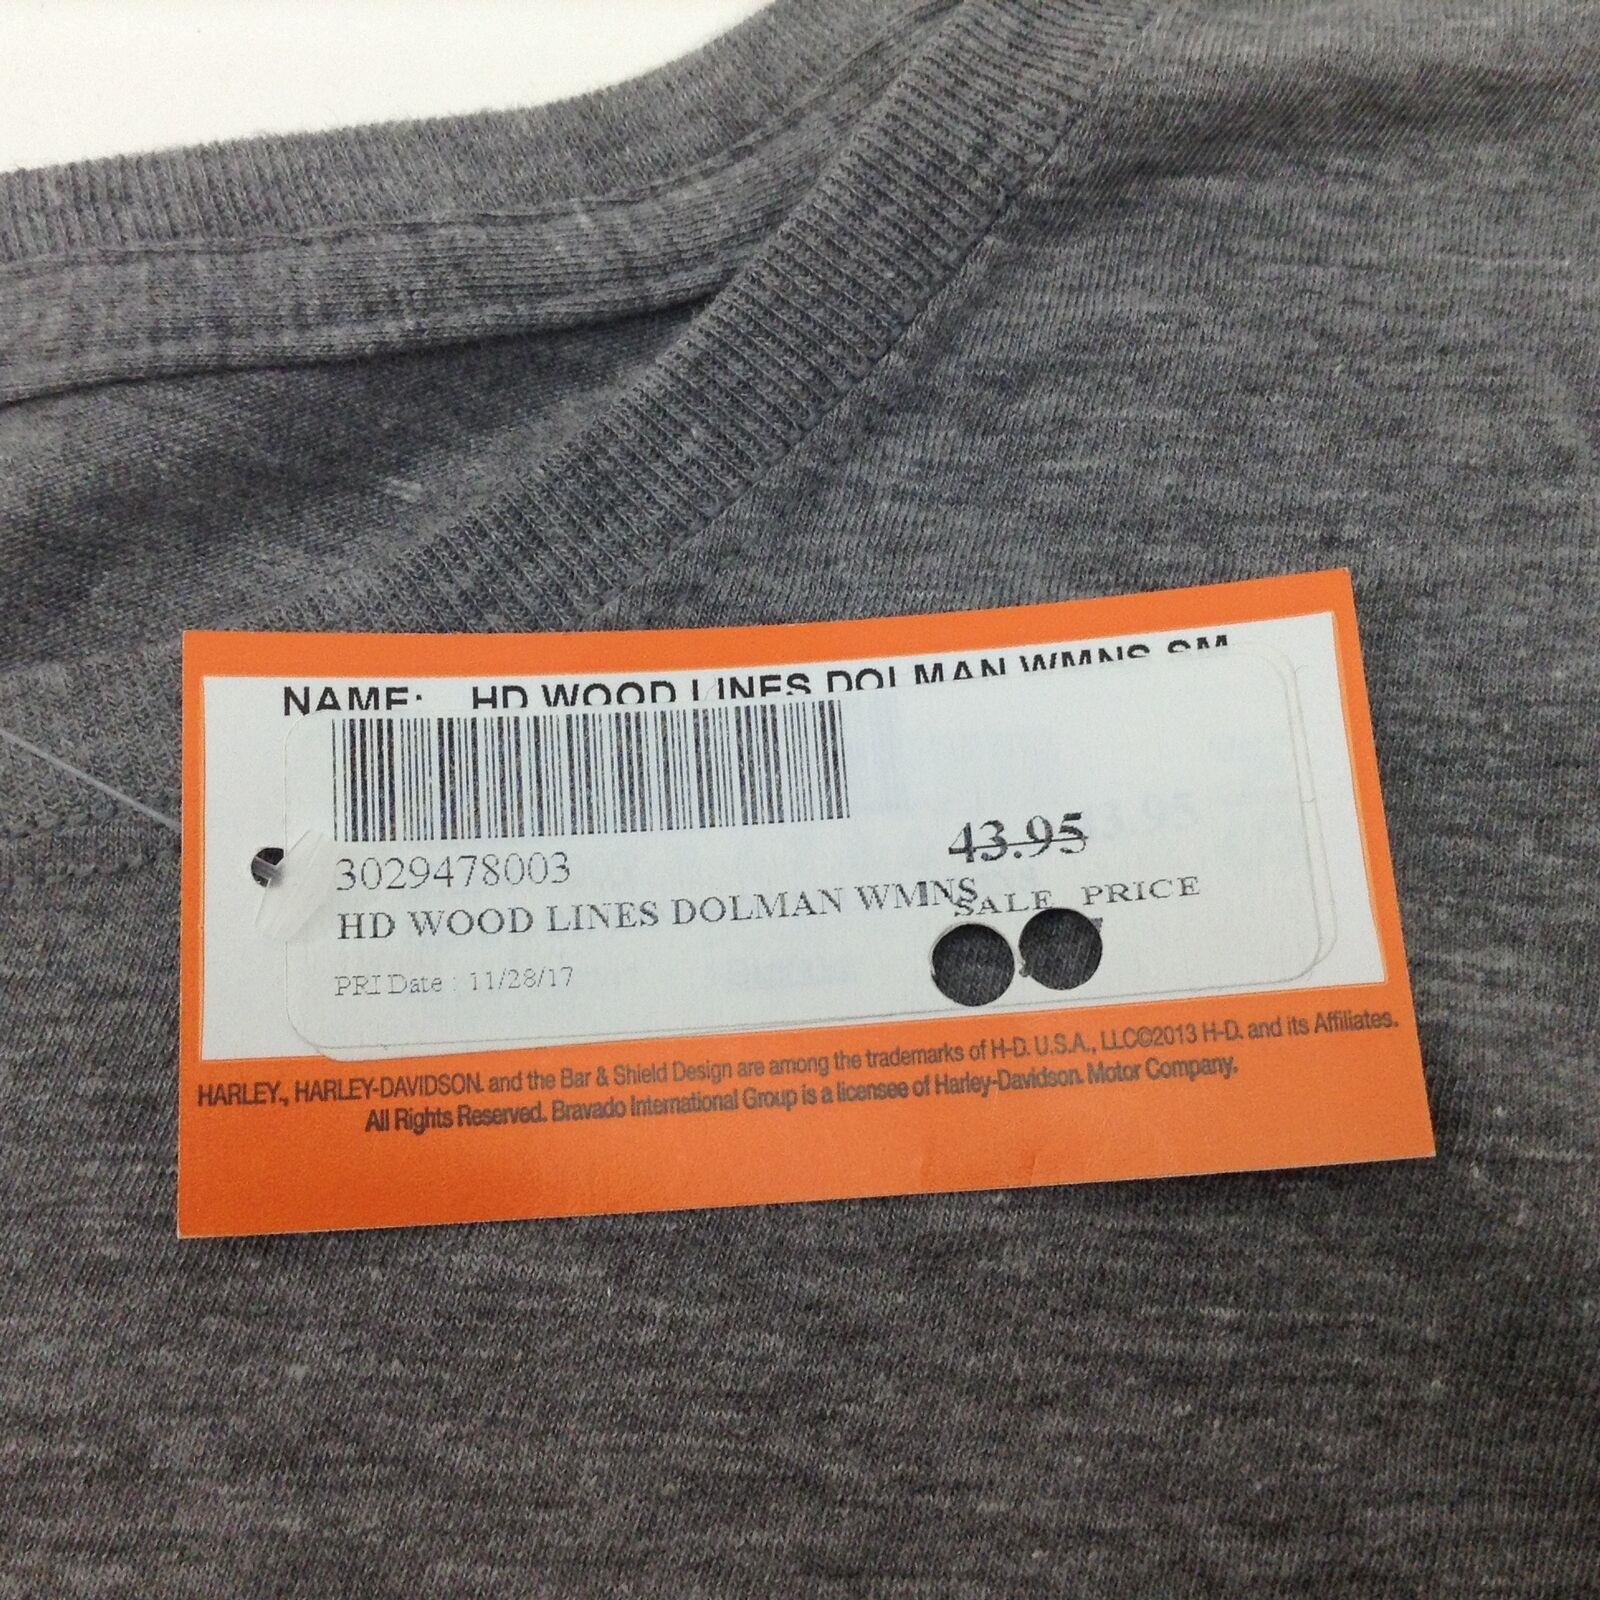 NAME: HD WOOD LINES DOLMAN WMNS SM
3029478003
43.95
HD WOOD LINES DOLMAN WMNS
SALE PRICE
PRI Date : 11/28/17
HARLEY, HARLEY-DAVIDSON and the Bar & Shield Design are among the trademarks of H-D. U.S.A., LLC©2013 H-D. and its Affiliates.
All Rights Reserved. Bravado International Group is a licensee of Harley-Davidson Motor Company.